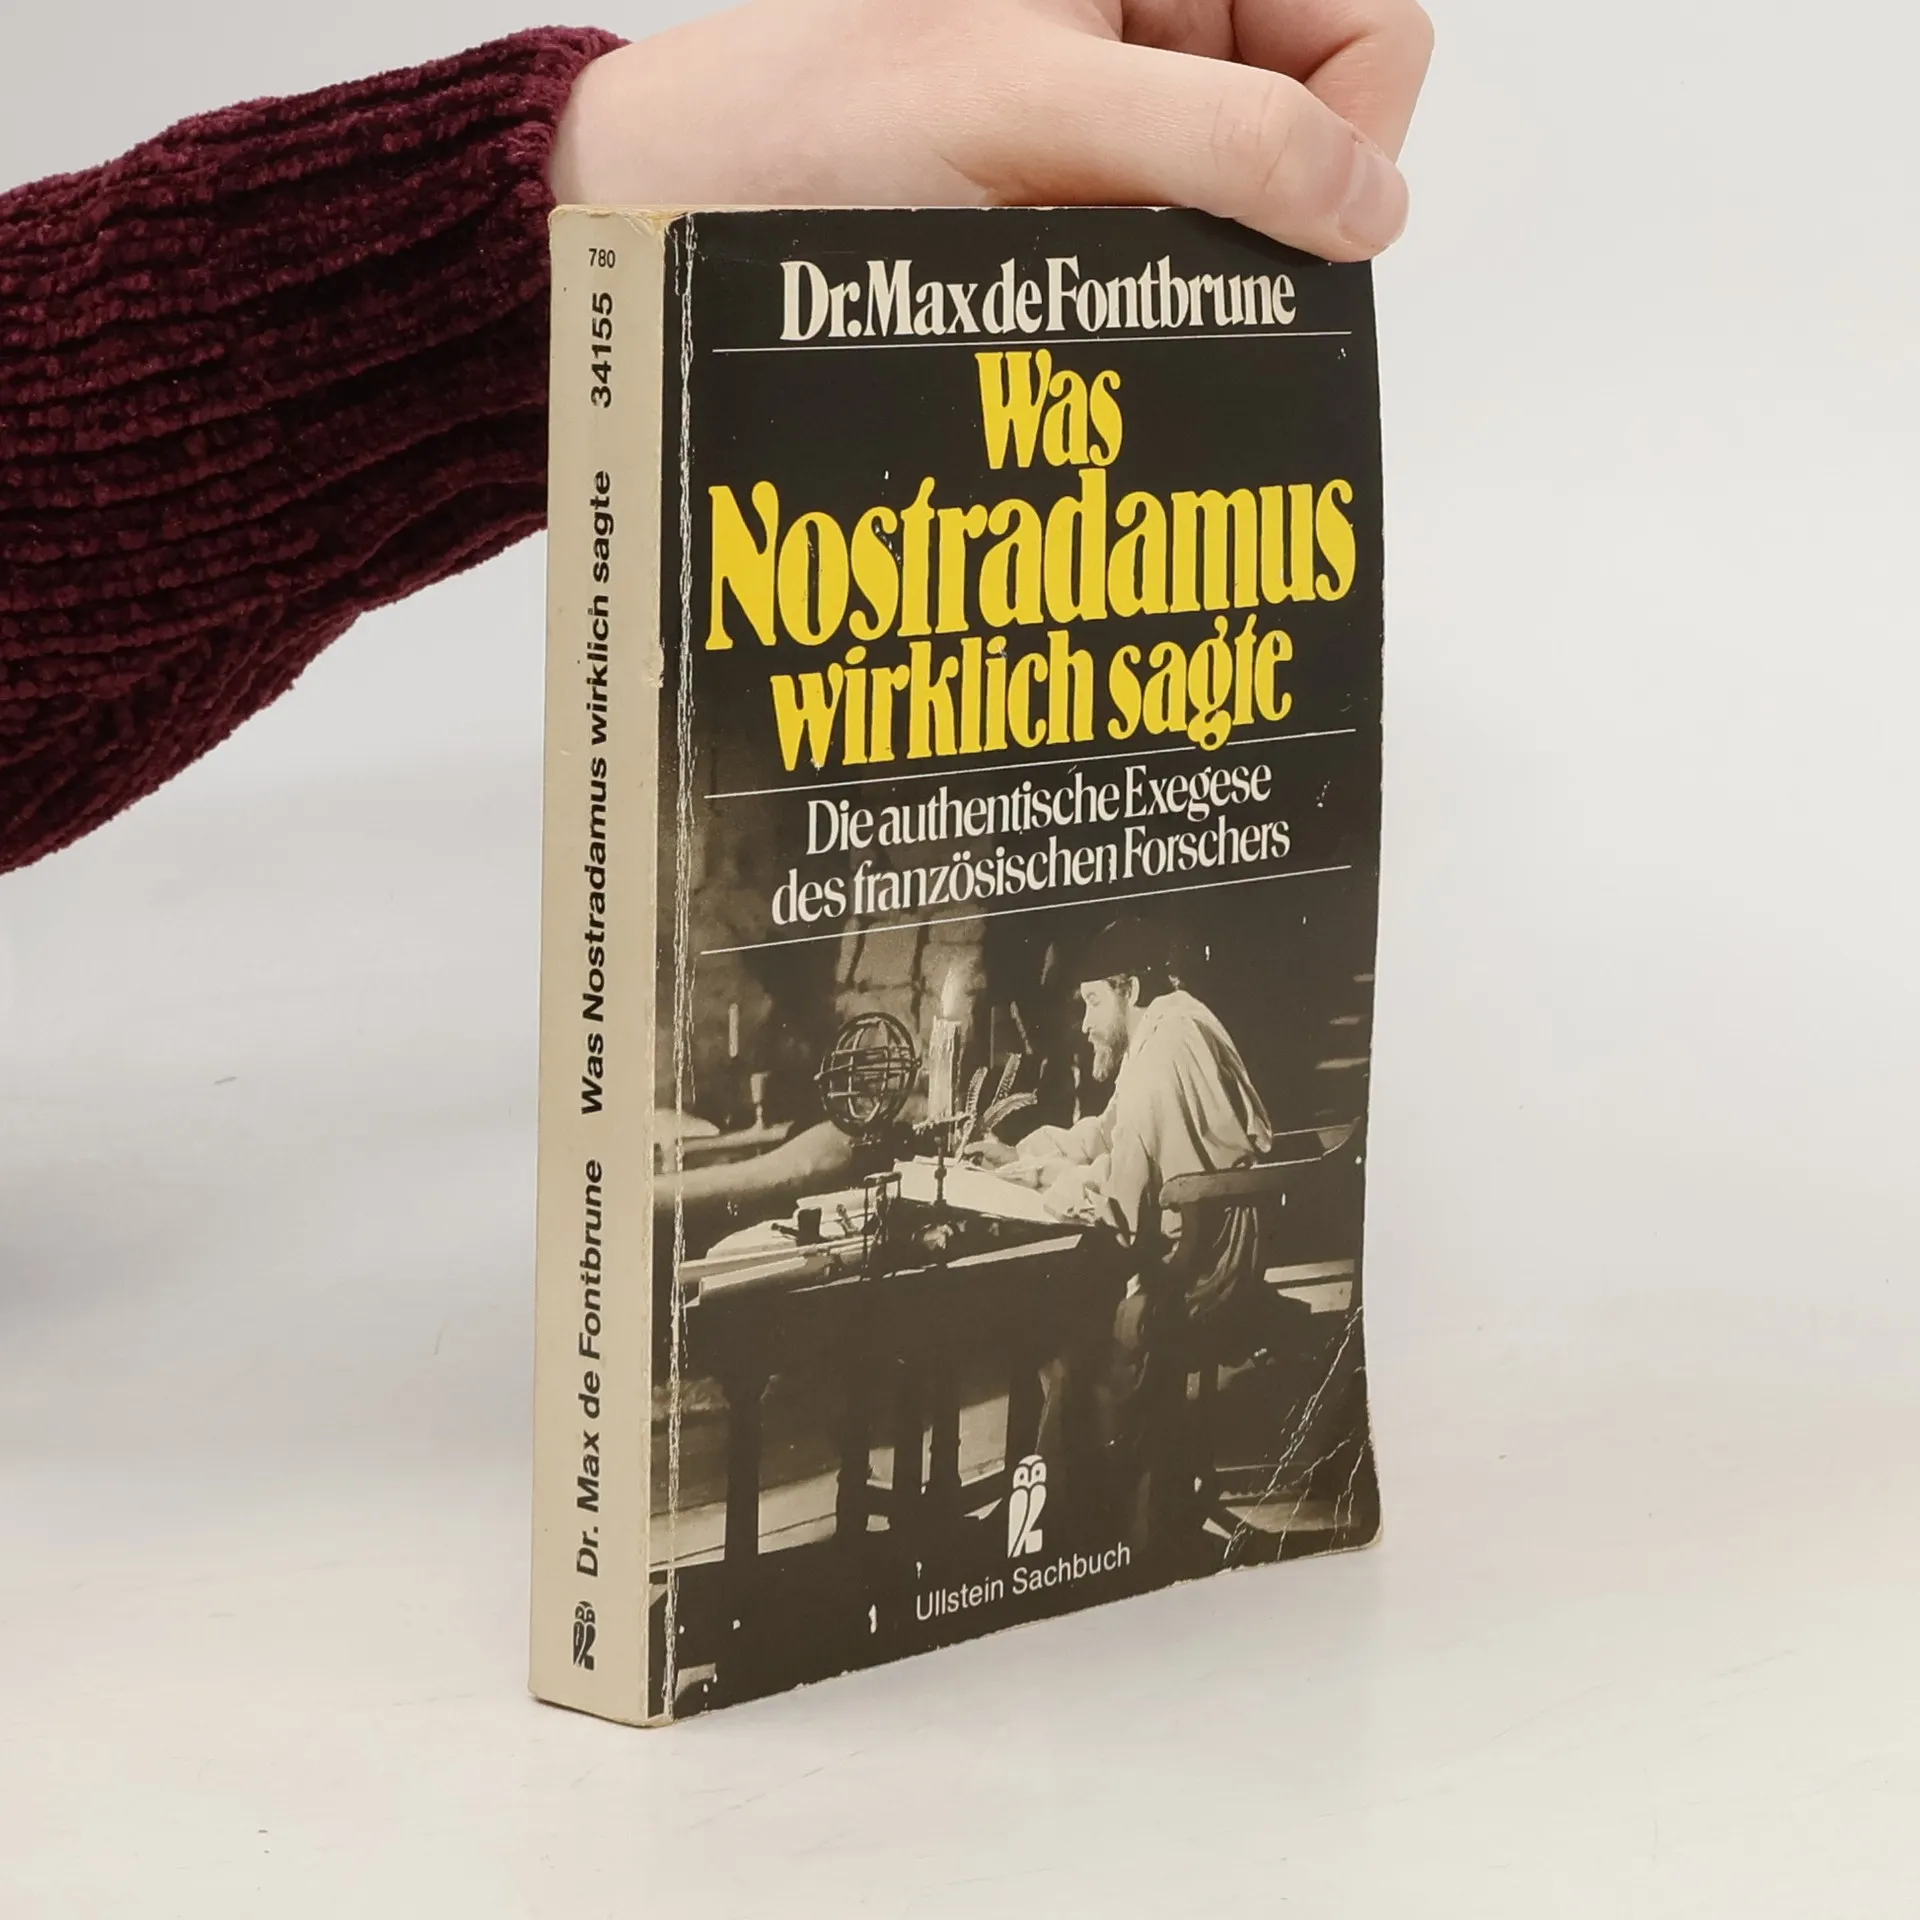 780
34155
Dr. Max de Fontbrune Was Nostradamus wirklich sagte
Dr. Max de Fontbrune
Was
Nostradamus
wirklich sagte
Die authentische Exegese
des französischen Forschers
Ullstein Sachbuch